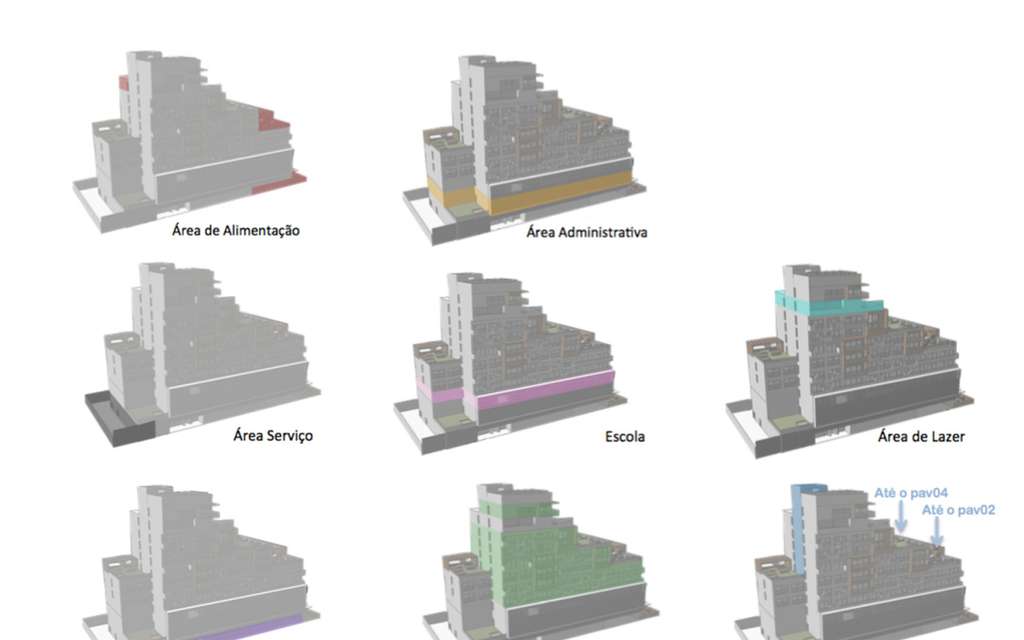 Área de Alimentação
Área Administrativa
Área Serviço
Escola
Área de Lazer
Até o pav04
Até o pav02